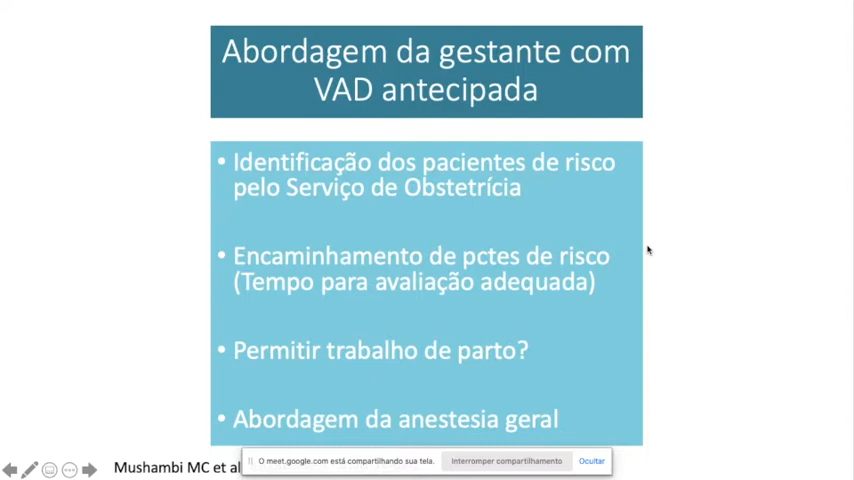 Abordagem da gestante com
VAD antecipada
• Identificação dos pacientes de risco
pelo Serviço de Obstetrícia
• Encaminhamento de pctes de risco
(Tempo para avaliação adequada)
• Permitir trabalho de parto?
• Abordagem da anestesia geral
Mushambi MC et al
O meet.google.com está compartilhando sua tela.
Interromper compartilhamento
Ocultar